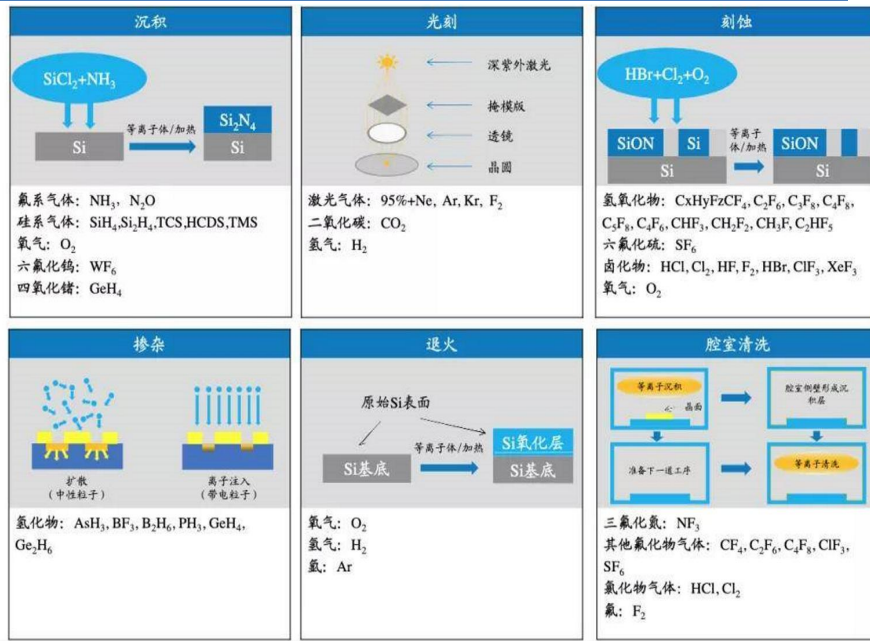 沉积
SiCl₂+NH₃
等离子体/加热
Si
Si₂N₄
Si
氟系气体：NH₃，N₂O
硅系气体：SiH₄,Si₂H₄,TCS,HCDS,TMS
氧气：O₂
六氟化钨：WF₆
四氧化锗：GeH₄
光刻
深紫外激光
掩模版
透镜
晶圆
激光气体：95%+Ne, Ar, Kr, F₂
二氧化碳：CO₂
氢气：H₂
刻蚀
HBr+Cl₂+O₂
SiON
Si
Si
等离子
体/加热
SiON
Si
氢氧化物：CxHyFzCF₄, C₂F₆, C₃F₈, C₄F₈,
C₅F₈, C₄F₆, CHF₃, CH₂F₂, CH₃F, C₂HF₅
六氟化硫：SF₆
卤化物：HCl, Cl₂, HF, F₂, HBr, ClF₃, XeF₃
氧气：O₂
掺杂
扩散
（中性粒子）
离子注入
（带电粒子）
氢化物：AsH₃, BF₃, B₂H₆, PH₃, GeH₄,
Ge₂H₆
退火
原始Si表面
等离子体/加热
Si基底
Si氧化层
Si基底
氧气：O₂
氢气：H₂
氩：Ar
腔室清洗
等离子沉积
晶面
腔室侧壁形成沉
积层
准备下一道工序
等离子清洗
三氟化氮：NF₃
其他氟化物气体：CF₄, C₂F₆, C₄F₈, ClF₃,
SF₆
氯化物气体：HCl, Cl₂
氟：F₂